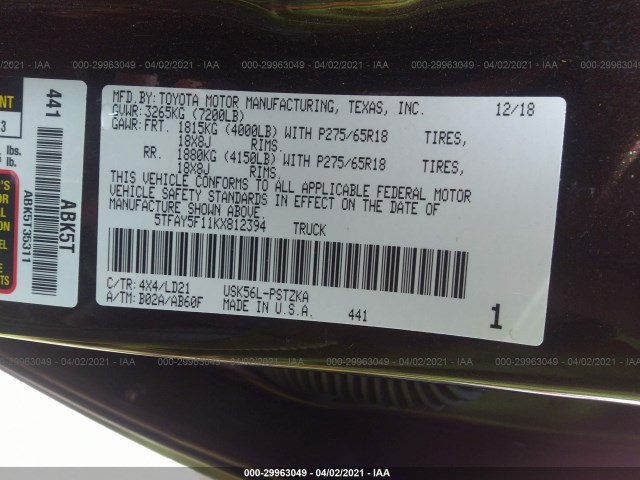 000-29963049 - 04/02/2021 - IAA
MFD.BY:TOYOTA MOTOR MANUFACTURING, TEXAS, INC. 12/18
GVWR: 3265KG (7200LB)
GAWR: FRT. 1815KG (4000LB) WITH P275/65R18 TIRES,
18X8J RIMS.
RR. 1880KG (4150LB) WITH P275/65R18 TIRES,
18X8J RIMS.
THIS VEHICLE CONFORMS TO ALL APPLICABLE FEDERAL MOTOR
VEHICLE SAFETY STANDARDS IN EFFECT ON THE DATE OF
MANUFACTURE SHOWN ABOVE.
5TFAY5F11KX812394 TRUCK
C/TR: 4X4/LD21 USK56L-PSTZKA
A/TM: B02A/AB60F MADE IN U.S.A. 441 1
441
ABK5T
ABK5T35311
lbs.
lb.
000-29963049 - 04/02/2021 - IAA